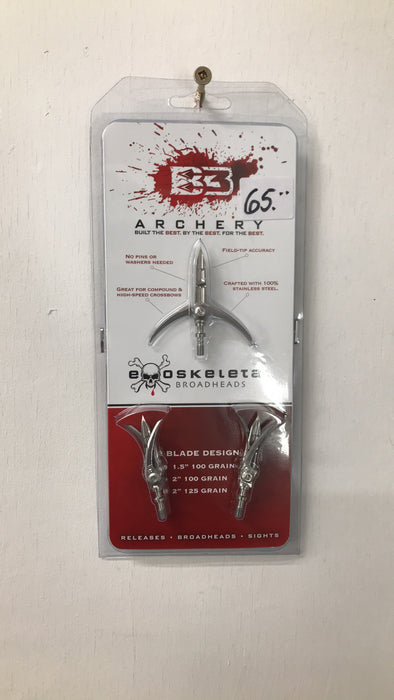 B3
65.
ARCHERY
BUILT THE BEST. BY THE BEST. FOR THE BEST.
NO PINS OR
WASHERS NEEDED
FIELD-TIP ACCURACY
GREAT FOR COMPOUND &
HIGH-SPEED CROSSBOWS
CRAFTED WITH 100%
STAINLESS STEEL.
exoskeleta
BROADHEADS
BLADE DESIGN
1.5" 100 GRAIN
2" 100 GRAIN
2" 125 GRAIN
RELEASES • BROADHEADS • SIGHTS